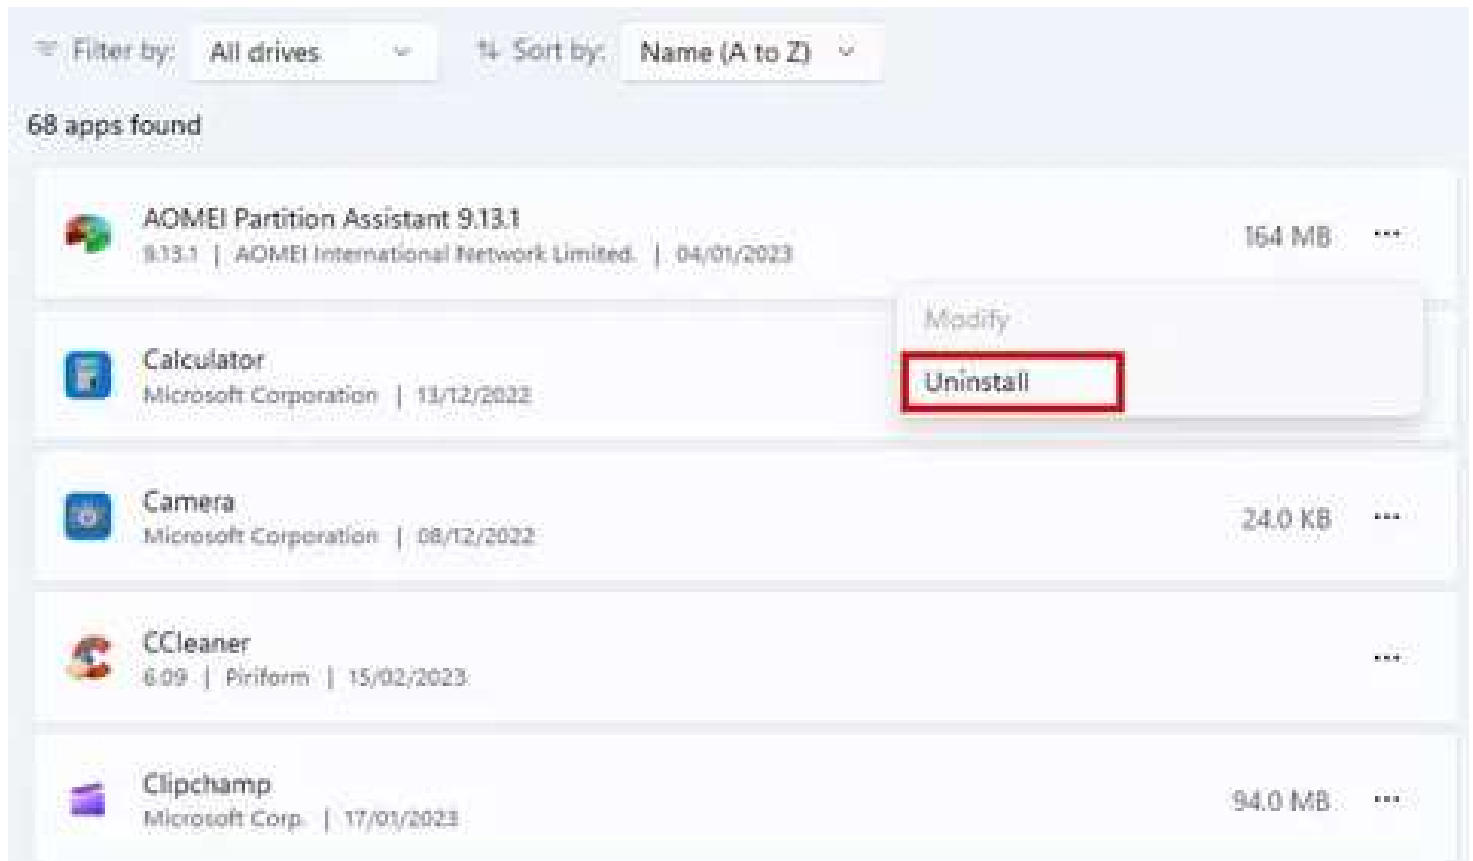 Filter by: All drives Sort by: Name (A to Z)
68 apps found
AOMEI Partition Assistant 9.13.1
9.13.1 | AOMEI International Network Limited. | 04/01/2023
164 MB
Modify
Uninstall
Calculator
Microsoft Corporation | 13/12/2022
Camera
Microsoft Corporation | 08/12/2022
24.0 KB
CCleaner
6.09 | Piriform | 15/02/2023
Clipchamp
Microsoft Corp. | 17/01/2023
94.0 MB